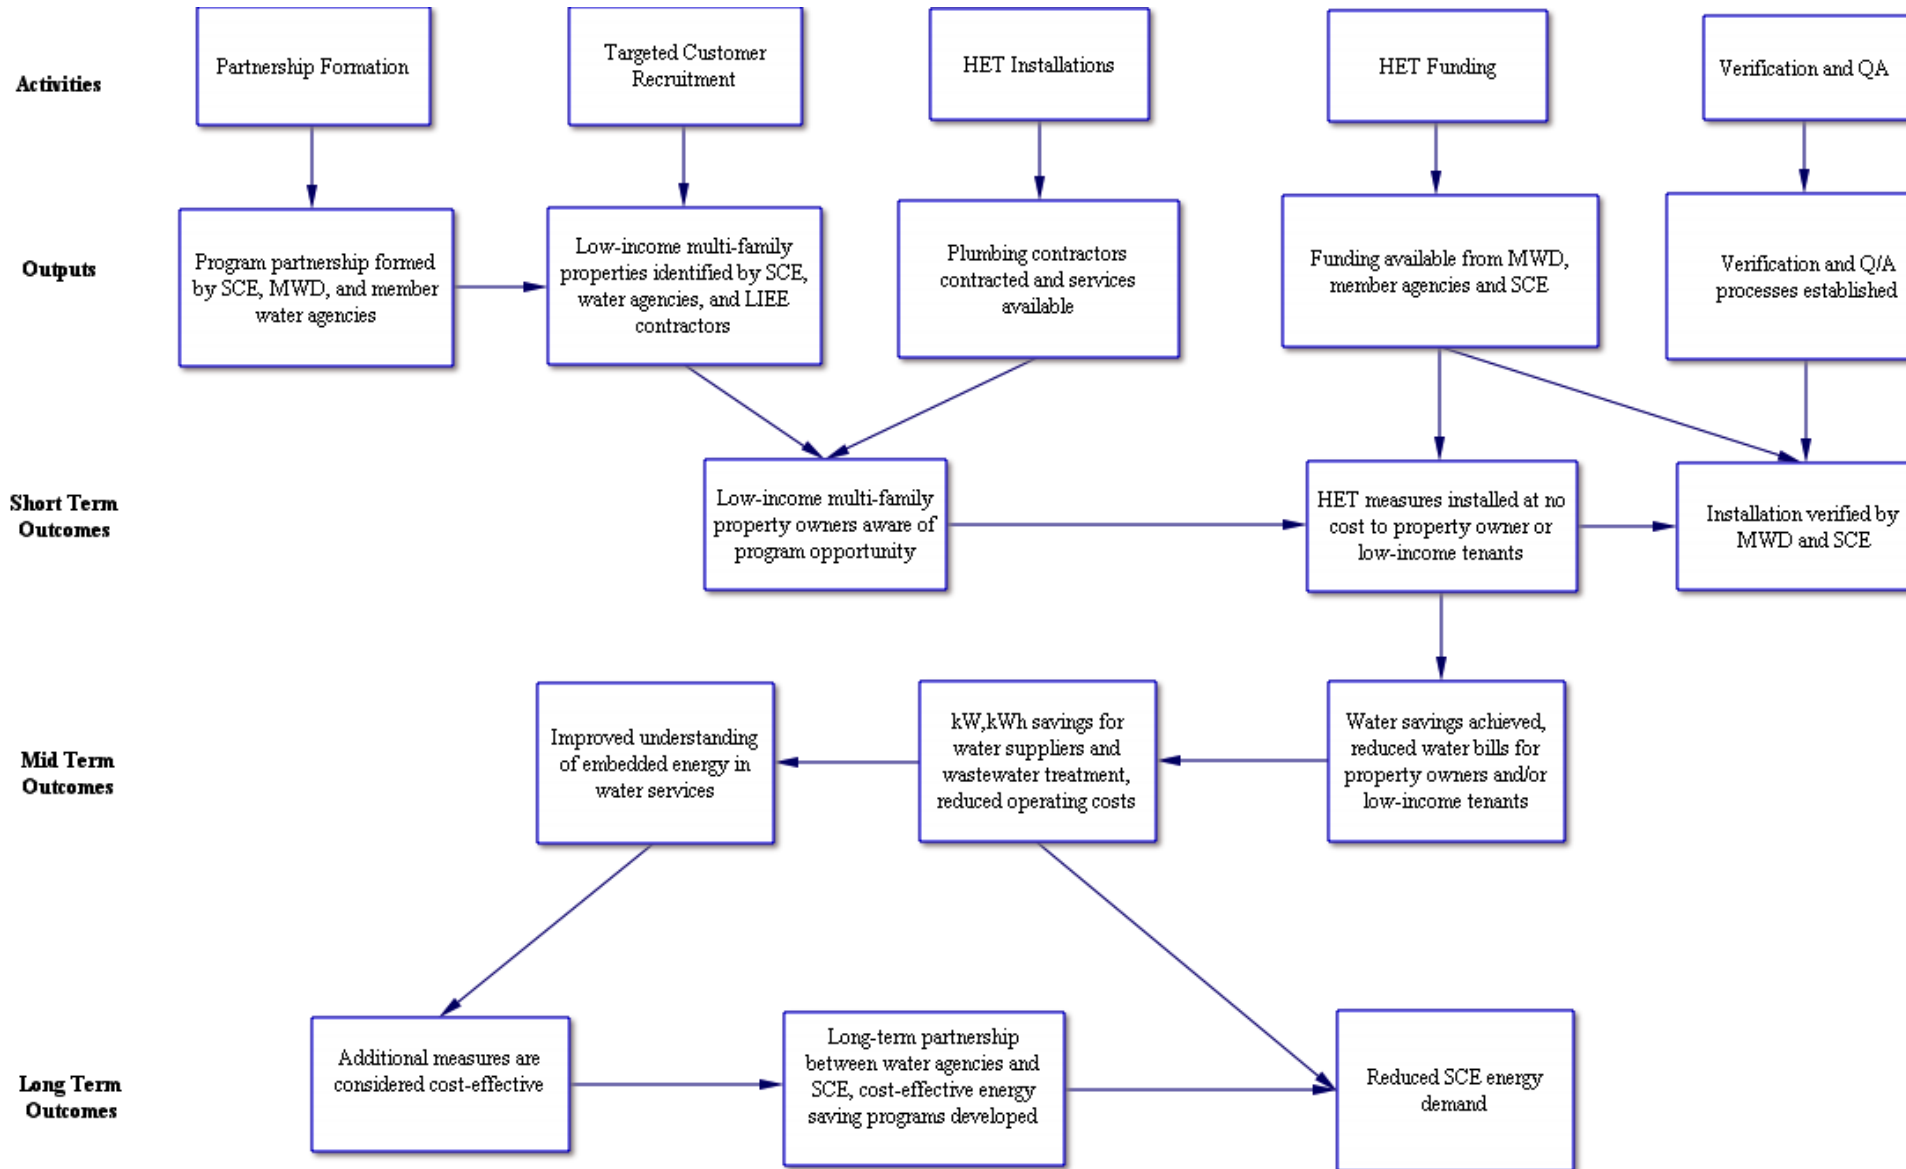 Activities
Partnership Formation
Targeted Customer
Recruitment
HET Installations
HET Funding
Verification and QA
Outputs
Program partnership formed
by SCE, MWD, and member
water agencies
Low-income multi-family
properties identified by SCE,
water agencies, and LIEE
contractors
Plumbing contractors
contracted and services
available
Funding available from MWD,
member agencies and SCE
Verification and Q/A
processes established
Short Term
Outcomes
Low-income multi-family
property owners aware of
program opportunity
HET measures installed at no
cost to property owner or
low-income tenants
Installation verified by
MWD and SCE
Mid Term
Outcomes
Improved understanding
of embedded energy in
water services
kW,kWh savings for
water suppliers and
wastewater treatment,
reduced operating costs
Water savings achieved,
reduced water bills for
property owners and/or
low-income tenants
Long Term
Outcomes
Additional measures are
considered cost-effective
Long-term partnership
between water agencies and
SCE, cost-effective energy
saving programs developed
Reduced SCE energy
demand